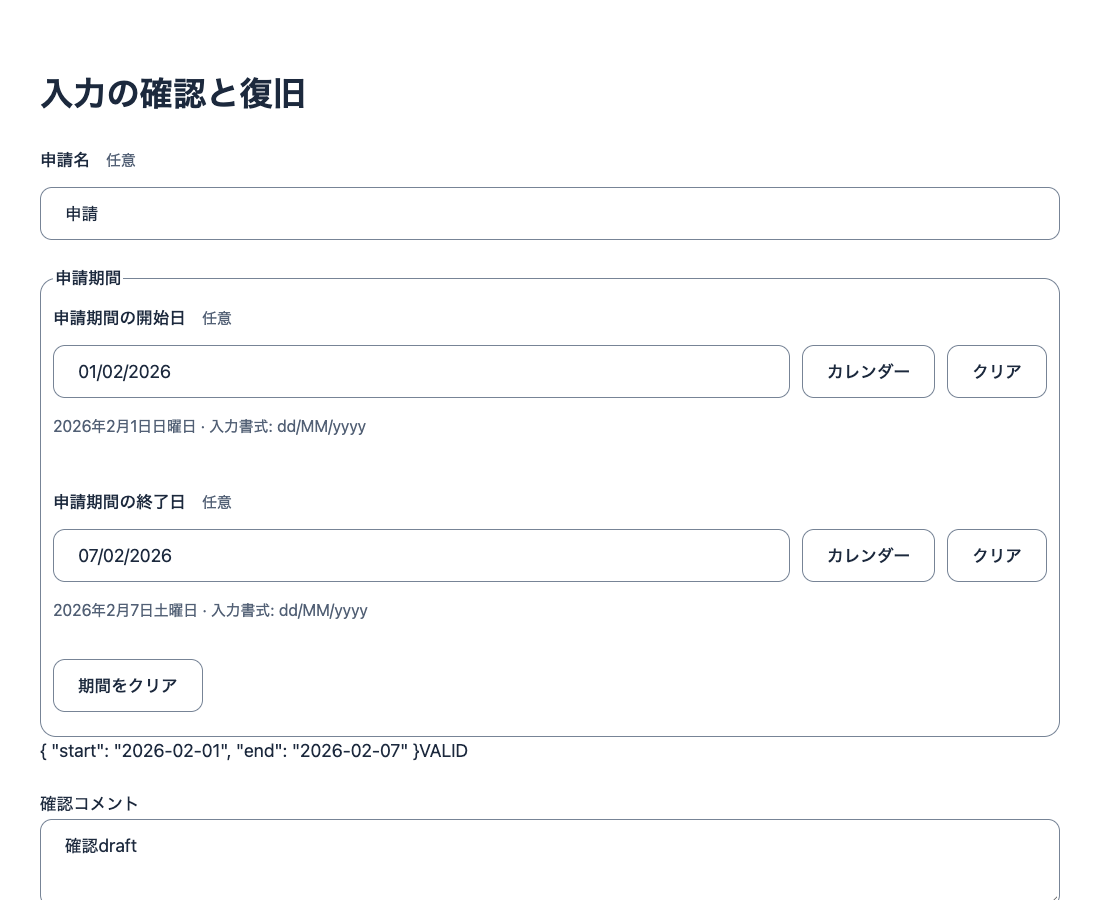 入力の確認と復旧
申請名 任意
申請
申請期間
申請期間の開始日 任意
01/02/2026 カレンダー クリア
2026年2月1日日曜日 · 入力書式: dd/MM/yyyy
申請期間の終了日 任意
07/02/2026 カレンダー クリア
2026年2月7日土曜日 · 入力書式: dd/MM/yyyy
期間をクリア
{ "start": "2026-02-01", "end": "2026-02-07" }VALID
確認コメント
確認draft